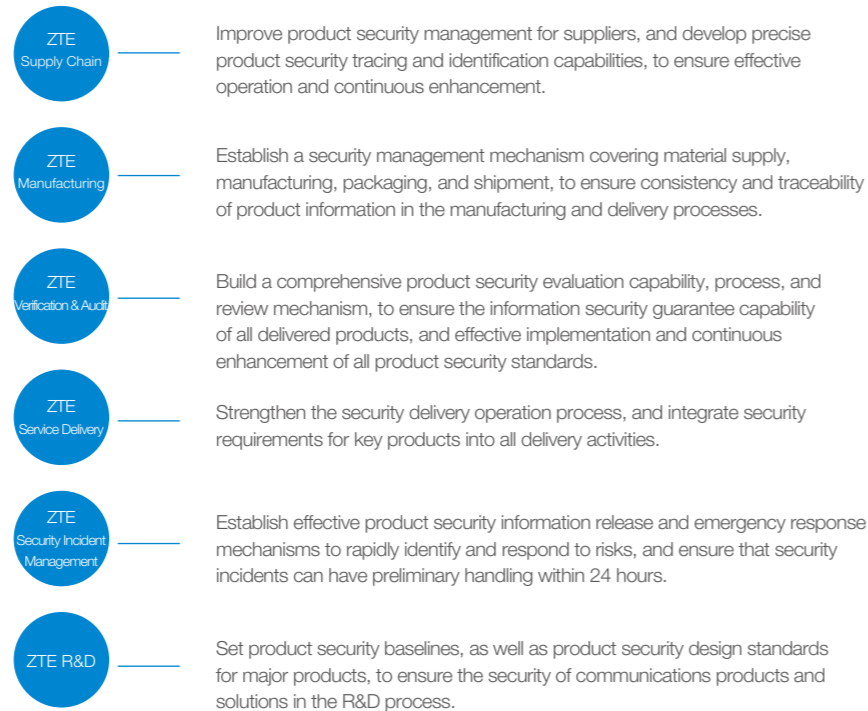 ZTE
Supply Chain
Improve product security management for suppliers, and develop precise
product security tracing and identification capabilities, to ensure effective
operation and continuous enhancement.
ZTE
Manufacturing
Establish a security management mechanism covering material supply,
manufacturing, packaging, and shipment, to ensure consistency and traceability
of product information in the manufacturing and delivery processes.
ZTE
Verification & Audit
Build a comprehensive product security evaluation capability, process, and
review mechanism, to ensure the information security guarantee capability
of all delivered products, and effective implementation and continuous
enhancement of all product security standards.
ZTE
Service Delivery
Strengthen the security delivery operation process, and integrate security
requirements for key products into all delivery activities.
ZTE
Security Incident
Management
Establish effective product security information release and emergency response
mechanisms to rapidly identify and respond to risks, and ensure that security
incidents can have preliminary handling within 24 hours.
ZTE R&D
Set product security baselines, as well as product security design standards
for major products, to ensure the security of communications products and
solutions in the R&D process.